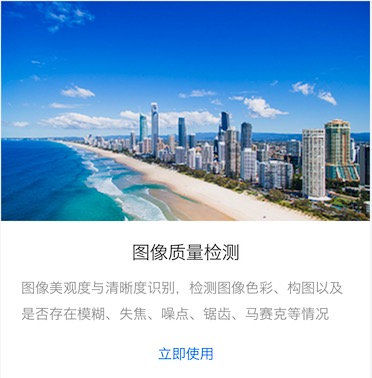 图像质量检测
图像美观度与清晰度识别，检测图像色彩、构图以及
是否存在模糊、失焦、噪点、锯齿、马赛克等情况
立即使用